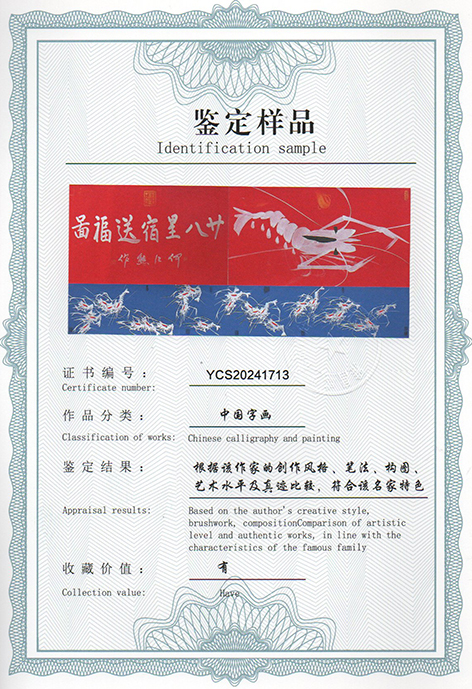 鉴定样品
Identification sample
廿八星宿送福畐
证书编号: YCS20241713
Certificate number:
作品分类: 中国字画
Classification of works: Chinese calligraphy and painting
鉴定结果: 根据该作家的创作风格、笔法、构图、
艺术水平及真迹比较, 符合该名家特色
Appraisal results: Based on the author's creative style,
brushwork, compositionComparison of artistic
level and authentic works, in line with the
characteristics of the famous family
收藏价值: 有
Collection value: Have